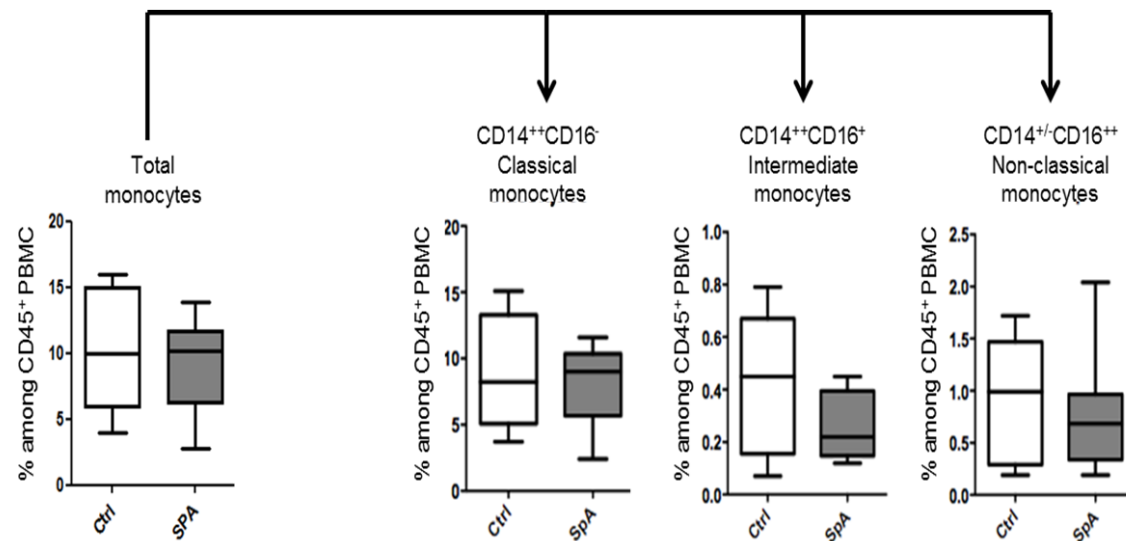 Total
monocytes
CD14⁺⁺CD16⁻
Classical
monocytes
CD14⁺⁺CD16⁺
Intermediate
monocytes
CD14⁺/⁻CD16⁺⁺
Non-classical
monocytes
% among CD45⁺ PBMC
20
15
10
5
0
Ctrl
SPA
% among CD45⁺ PBMC
20
15
10
5
0
Ctrl
SpA
% among CD45⁺ PBMC
1.0
0.8
0.6
0.4
0.2
0.0
Ctrl
SpA
% among CD45⁺ PBMC
2.5
2.0
1.5
1.0
0.5
0.0
Ctrl
SpA